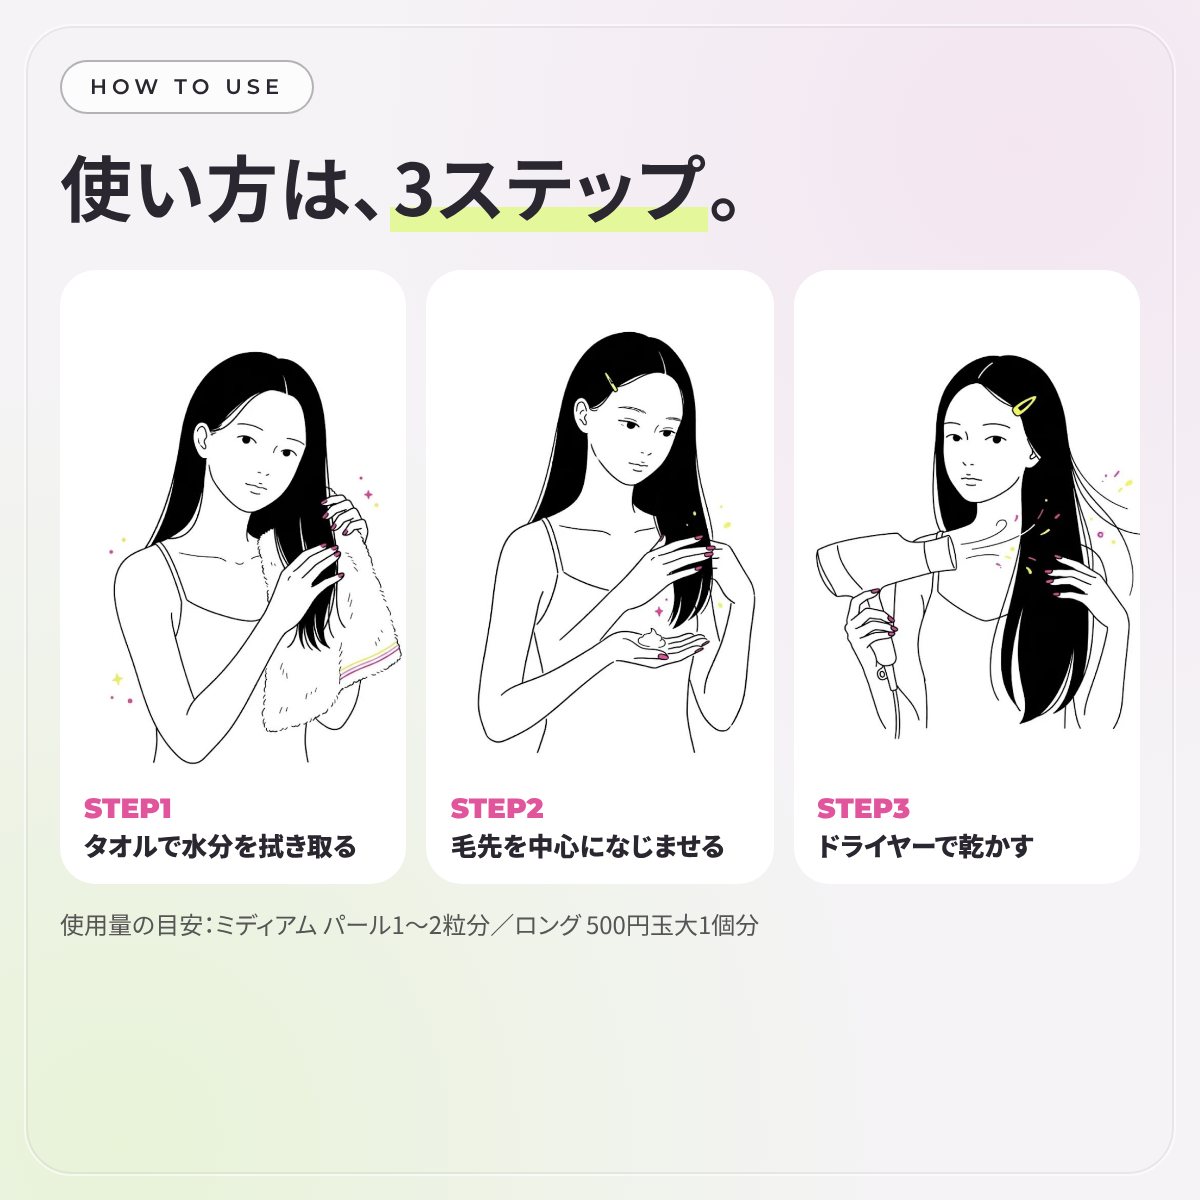 HOW TO USE
使い方は、3ステップ。
STEP1
タオルで水分を拭き取る
STEP2
毛先を中心になじませる
STEP3
ドライヤーで乾かす
使用量の目安：ミディアム パール1〜2粒分／ロング 500円玉大1個分